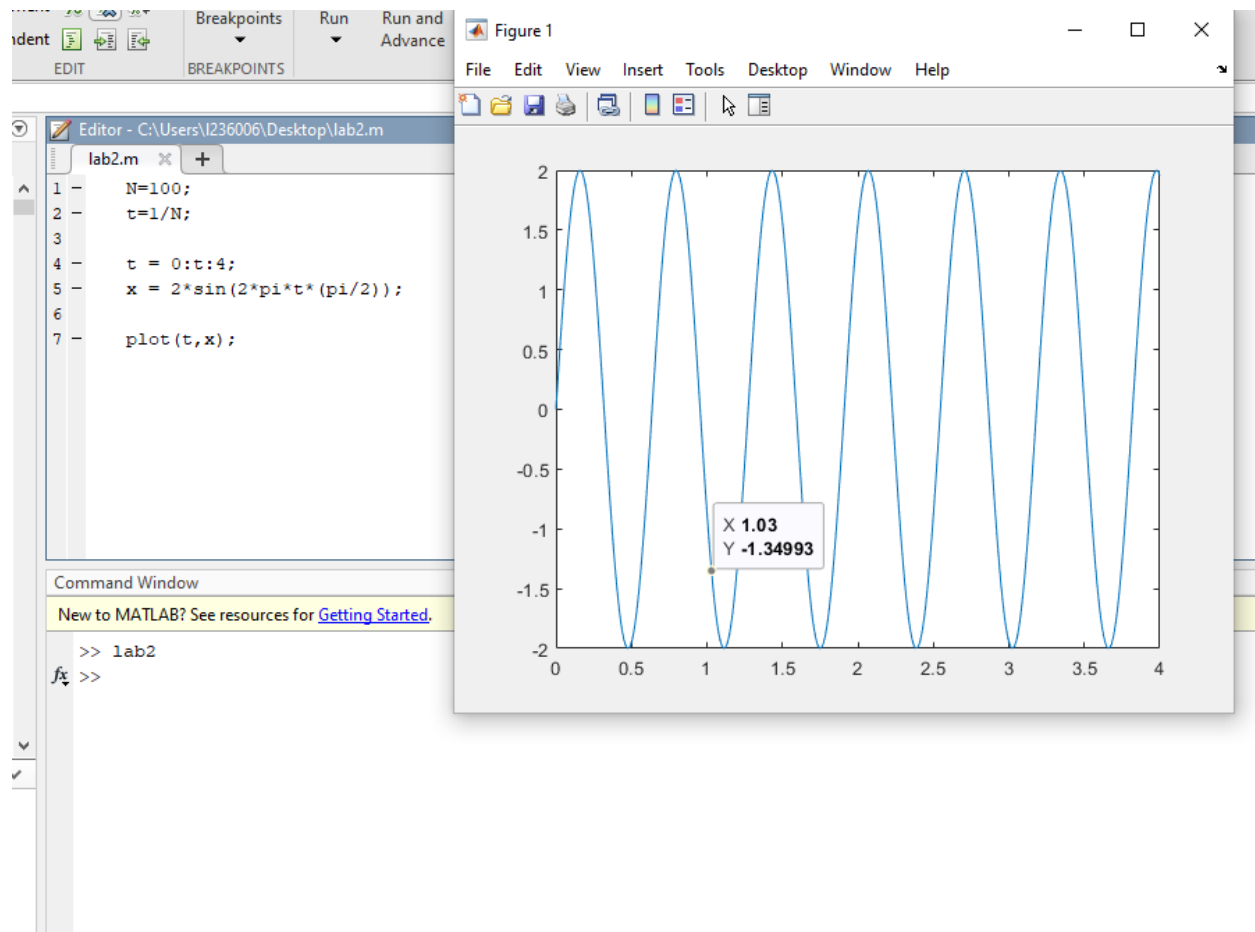 Breakpoints
Run
Run and
Advance
EDIT
BREAKPOINTS
Editor - C:\Users\I236006\Desktop\lab2.m
lab2.m
1 - N=100;
2 - t=1/N;
3
4 - t = 0:t:4;
5 - x = 2*sin(2*pi*t*(pi/2));
6
7 - plot(t,x);
Command Window
New to MATLAB? See resources for Getting Started.
>> lab2
fx >>
Figure 1
File Edit View Insert Tools Desktop Window Help
2
1.5
1
0.5
0
-0.5
-1
-1.5
-2
X 1.03
Y -1.34993
0 0.5 1 1.5 2 2.5 3 3.5 4